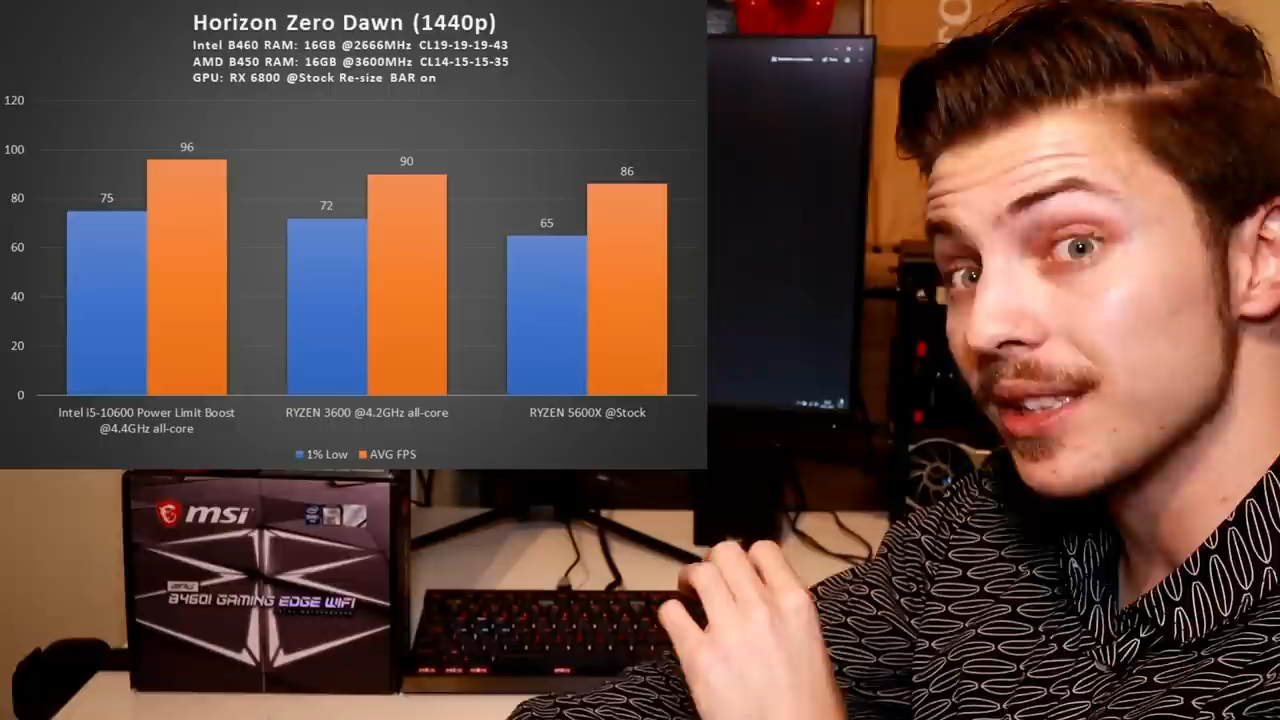 Horizon Zero Dawn (1440p)
Intel B460 RAM: 16GB @2666MHz CL19-19-19-43
AMD B450 RAM: 16GB @3600MHz CL14-15-15-35
GPU: RX 6800 @Stock Re-size BAR on
120
100
80
60
40
20
0
75
96
72
90
65
86
Intel i5-10600 Power Limit Boost
@4.4GHz all-core
RYZEN 3600 @4.2GHz all-core
RYZEN 5600X @Stock
1% Low
AVG FPS
msi
B460I GAMING EDGE WIFI